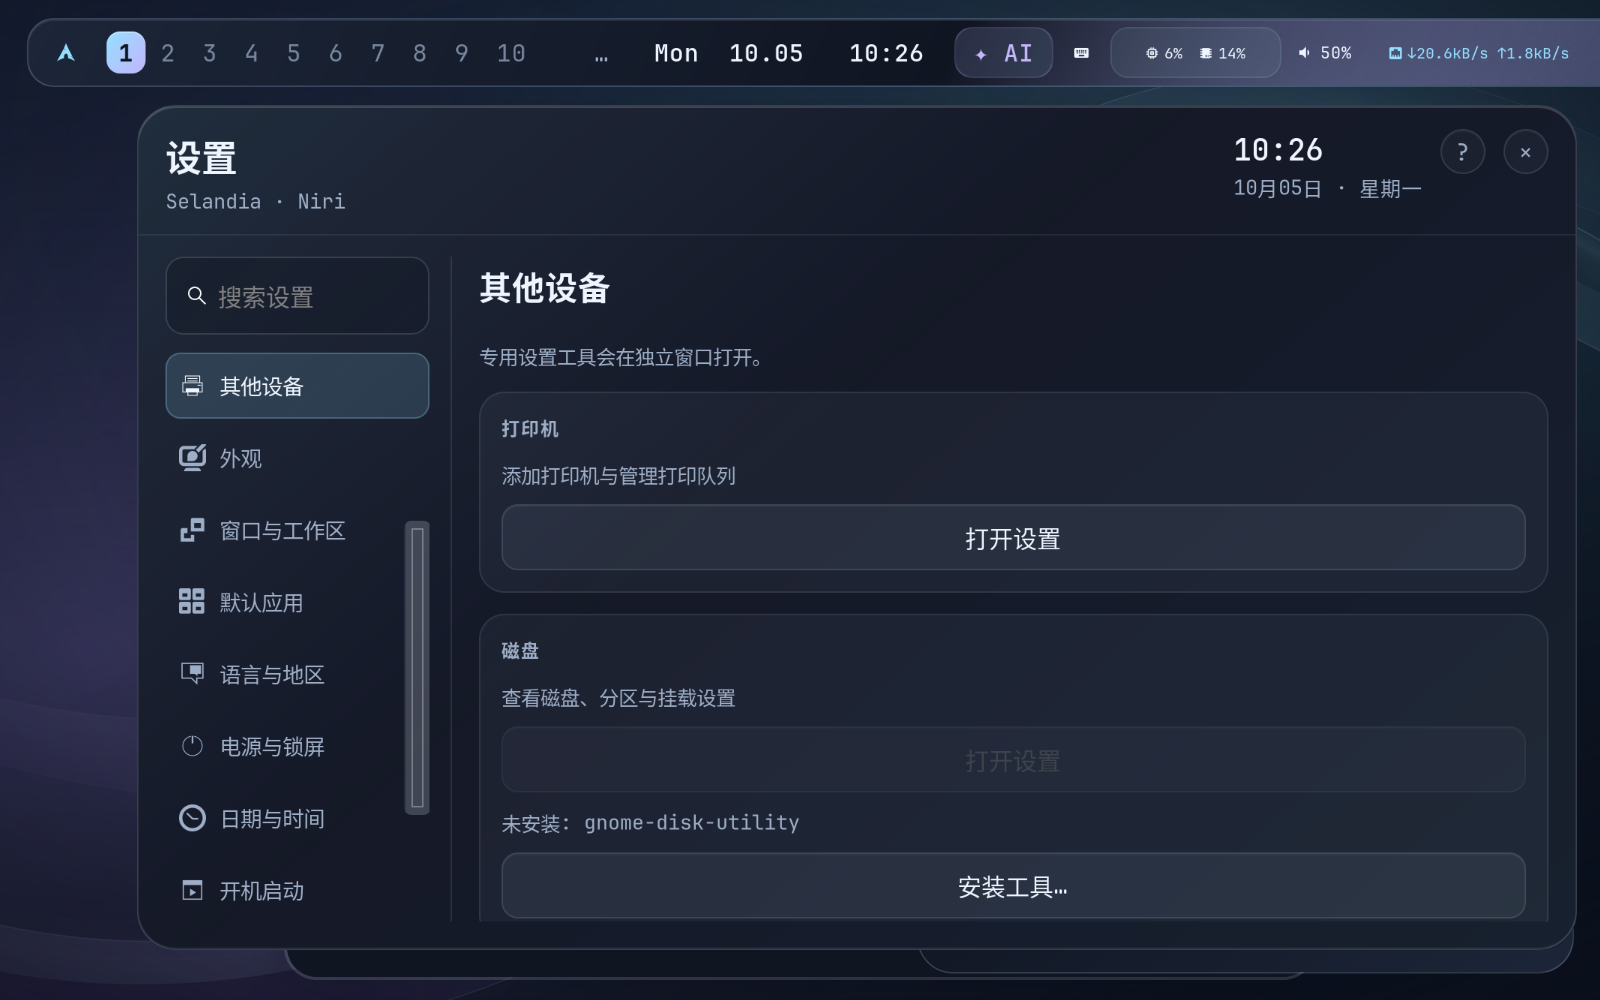 1 2 3 4 5 6 7 8 9 10 … Mon 10.05 10:26 ✦ AI 6% 14% 50% ↓20.6kB/s ↑1.8kB/s
设置
Selandia · Niri
10:26
10月05日 · 星期一
? ×
搜索设置
其他设备
外观
窗口与工作区
默认应用
语言与地区
电源与锁屏
日期与时间
开机启动
其他设备
专用设置工具会在独立窗口打开。
打印机
添加打印机与管理打印队列
打开设置
磁盘
查看磁盘、分区与挂载设置
打开设置
未安装: gnome-disk-utility
安装工具…